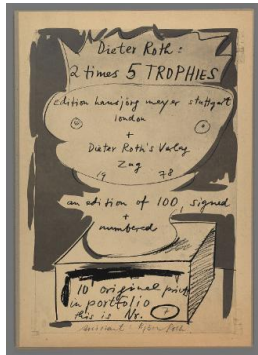 Dieter Roth:
2 times 5 TROPHIES
edition hansjörg mayer stuttgart
london
+
Dieter Roth's Verlag
Zug
19 78
an edition of 100, signed
+
numbered
10 original prints
in portfolio
this is Nr. 7